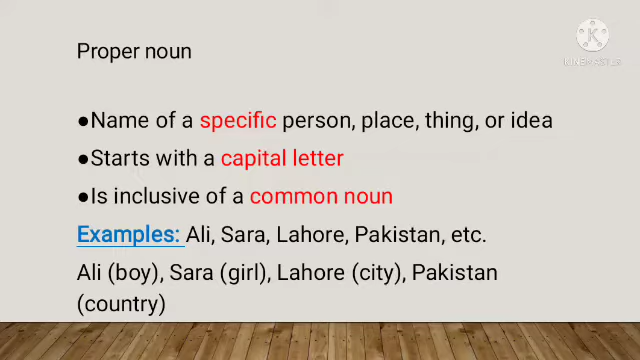 Proper noun
K
KINEMASTER
●Name of a specific person, place, thing, or idea
●Starts with a capital letter
●Is inclusive of a common noun
Examples: Ali, Sara, Lahore, Pakistan, etc.
Ali (boy), Sara (girl), Lahore (city), Pakistan
(country)